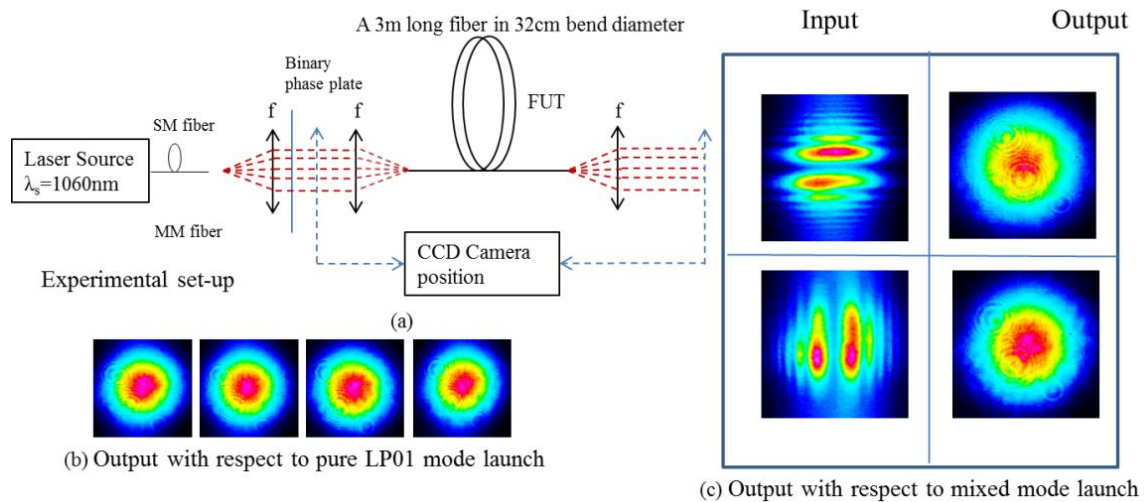 A 3m long fiber in 32cm bend diameter
Input
Output
Binary
phase plate
SM fiber
f
f
FUT
f
Laser Source
λs=1060nm
MM fiber
CCD Camera
position
Experimental set-up
(a)
(b) Output with respect to pure LP01 mode launch
(c) Output with respect to mixed mode launch